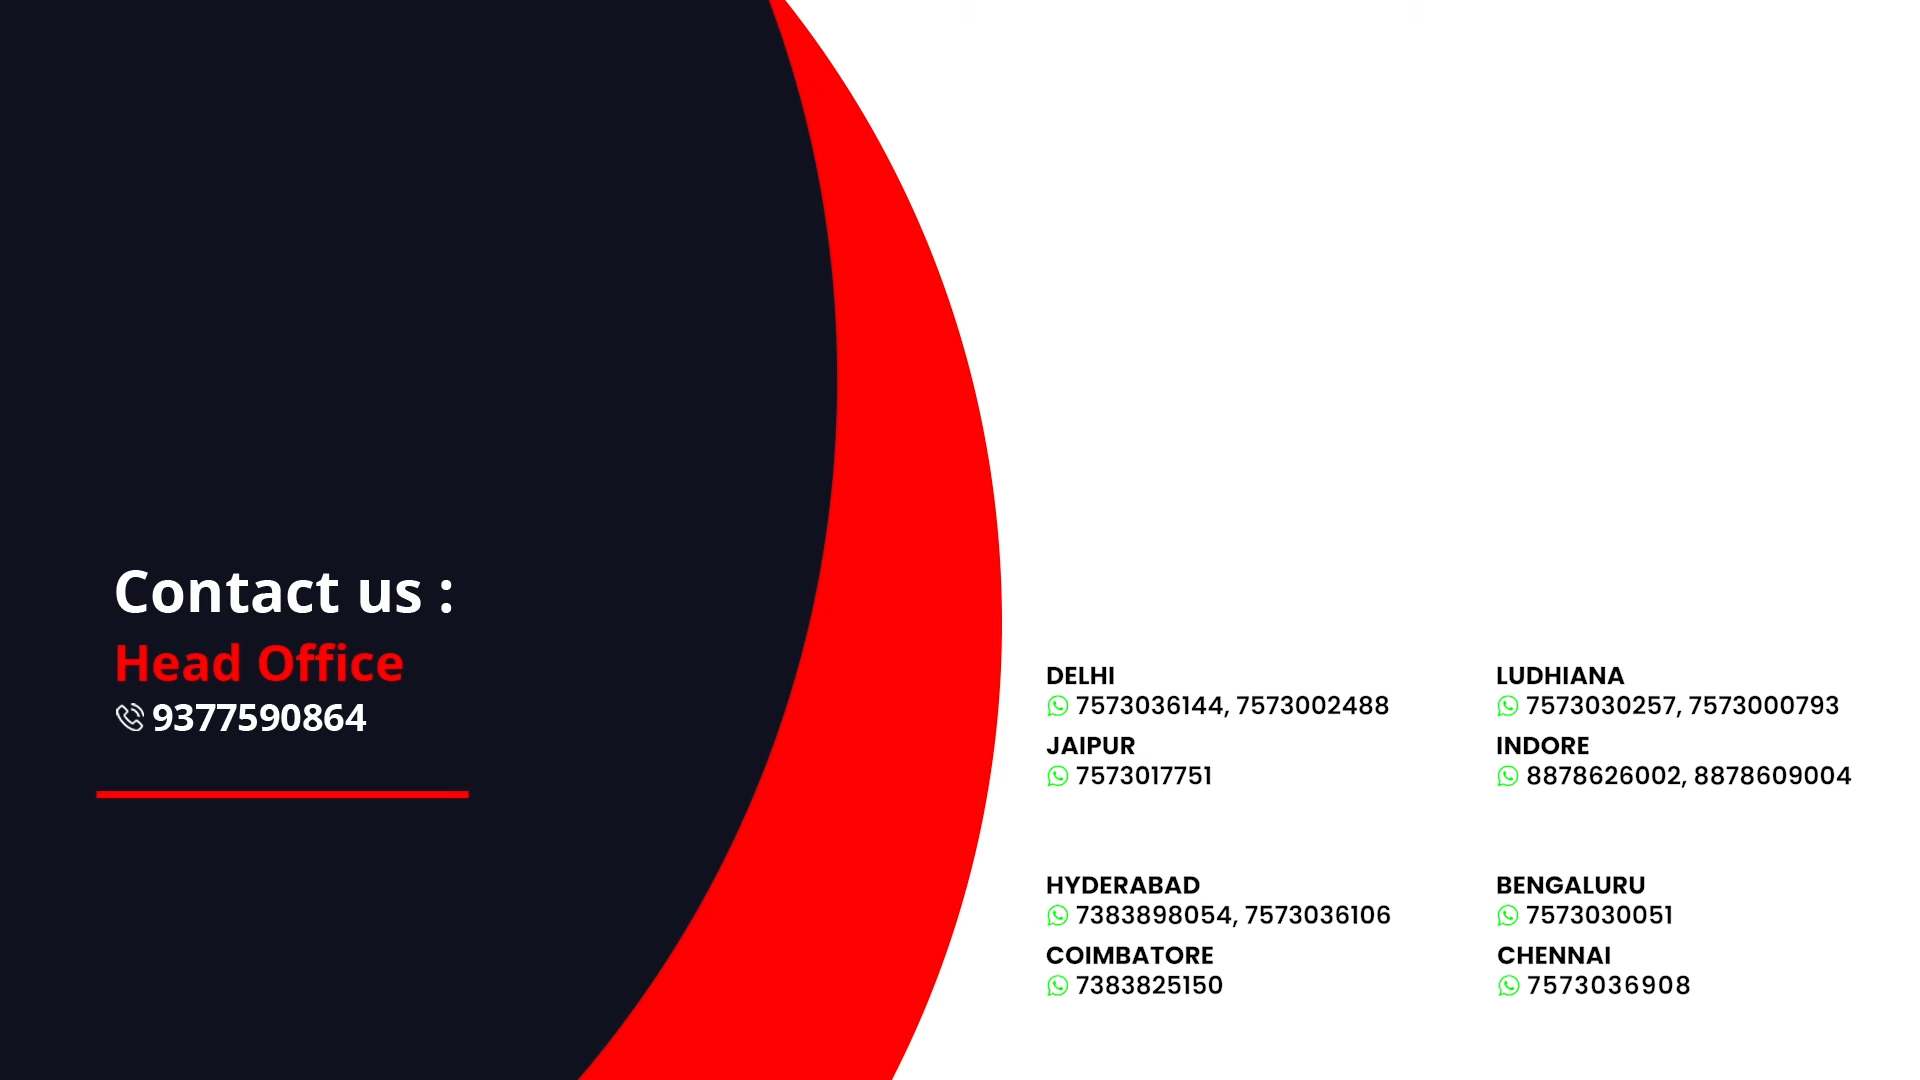 Contact us :
Head Office
9377590864
DELHI
7573036144, 7573002488
JAIPUR
7573017751
LUDHIANA
7573030257, 7573000793
INDORE
8878626002, 8878609004
HYDERABAD
7383898054, 7573036106
COIMBATORE
7383825150
BENGALURU
7573030051
CHENNAI
7573036908